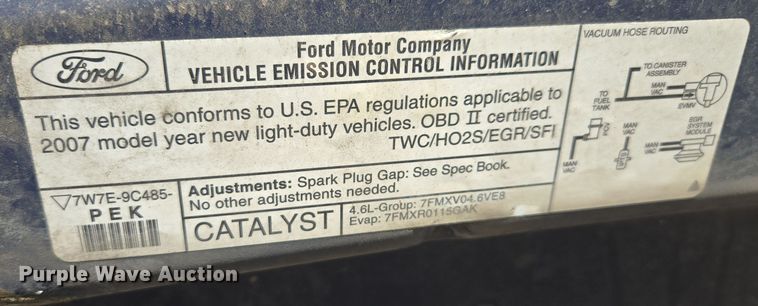 Ford
Ford Motor Company
VEHICLE EMISSION CONTROL INFORMATION
This vehicle conforms to U.S. EPA regulations applicable to
2007 model year new light-duty vehicles. OBD II certified.
TWC/HO2S/EGR/SFI
7W7E-9C485-
PEK
Adjustments: Spark Plug Gap: See Spec Book.
No other adjustments needed.
CATALYST
4.6L-Group: 7FMXV04.6VE8
Evap: 7FMXR0115GAK
VACUUM HOSE ROUTING
TO CANISTER
ASSEMBLY
MAN
VAC
EVMV
TO
FUEL
TANK
MAN
VAC
MAN
VAC
EGR
SYSTEM
MODULE
Purple Wave Auction